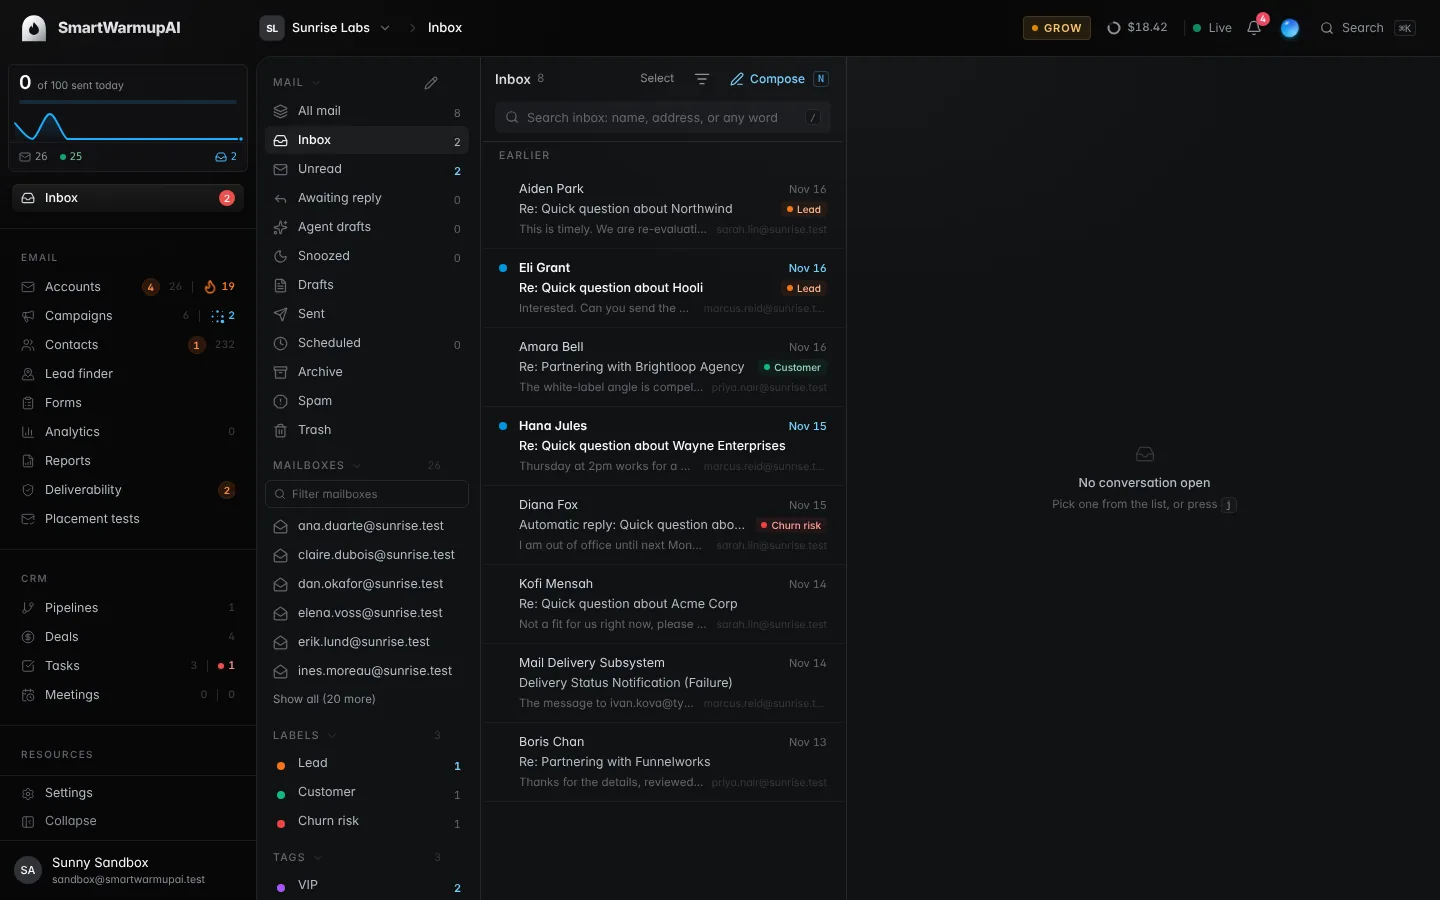 SmartWarmupAI
SL Sunrise Labs Inbox
GROW $18.42 Live 4 Search ⌘K
0 of 100 sent today
26 25 2
Inbox 2
EMAIL
Accounts 4 26 19
Campaigns 6 2
Contacts 1 232
Lead finder
Forms
Analytics 0
Reports
Deliverability 2
Placement tests
CRM
Pipelines 1
Deals 4
Tasks 3 1
Meetings 0 0
RESOURCES
Settings
Collapse
SA Sunny Sandbox
sandbox@smartwarmupai.test
MAIL
All mail 8
Inbox 2
Unread 2
Awaiting reply 0
Agent drafts 0
Snoozed 0
Drafts
Sent
Scheduled 0
Archive
Spam
Trash
MAILBOXES 26
Filter mailboxes
ana.duarte@sunrise.test
claire.dubois@sunrise.test
dan.okafor@sunrise.test
elena.voss@sunrise.test
erik.lund@sunrise.test
ines.moreau@sunrise.test
Show all (20 more)
LABELS 3
Lead 1
Customer 1
Churn risk 1
TAGS 3
VIP 2
Inbox 8 Select Compose N
Search inbox: name, address, or any word /
EARLIER
Aiden Park Nov 16
Re: Quick question about Northwind Lead
This is timely. We are re-evaluati... sarah.lin@sunrise.test
Eli Grant Nov 16
Re: Quick question about Hooli Lead
Interested. Can you send the ... marcus.reid@sunrise.t...
Amara Bell Nov 16
Re: Partnering with Brightloop Agency Customer
The white-label angle is compel... priya.nair@sunrise.test
Hana Jules Nov 15
Re: Quick question about Wayne Enterprises
Thursday at 2pm works for a ... marcus.reid@sunrise.t...
Diana Fox Nov 15
Automatic reply: Quick question abo... Churn risk
I am out of office until next Mon... sarah.lin@sunrise.test
Kofi Mensah Nov 14
Re: Quick question about Acme Corp
Not a fit for us right now, please ... sarah.lin@sunrise.test
Mail Delivery Subsystem Nov 14
Delivery Status Notification (Failure)
The message to ivan.kova@ty... marcus.reid@sunrise.t...
Boris Chan Nov 13
Re: Partnering with Funnelworks
Thanks for the details, reviewed... priya.nair@sunrise.test
No conversation open
Pick one from the list, or press j